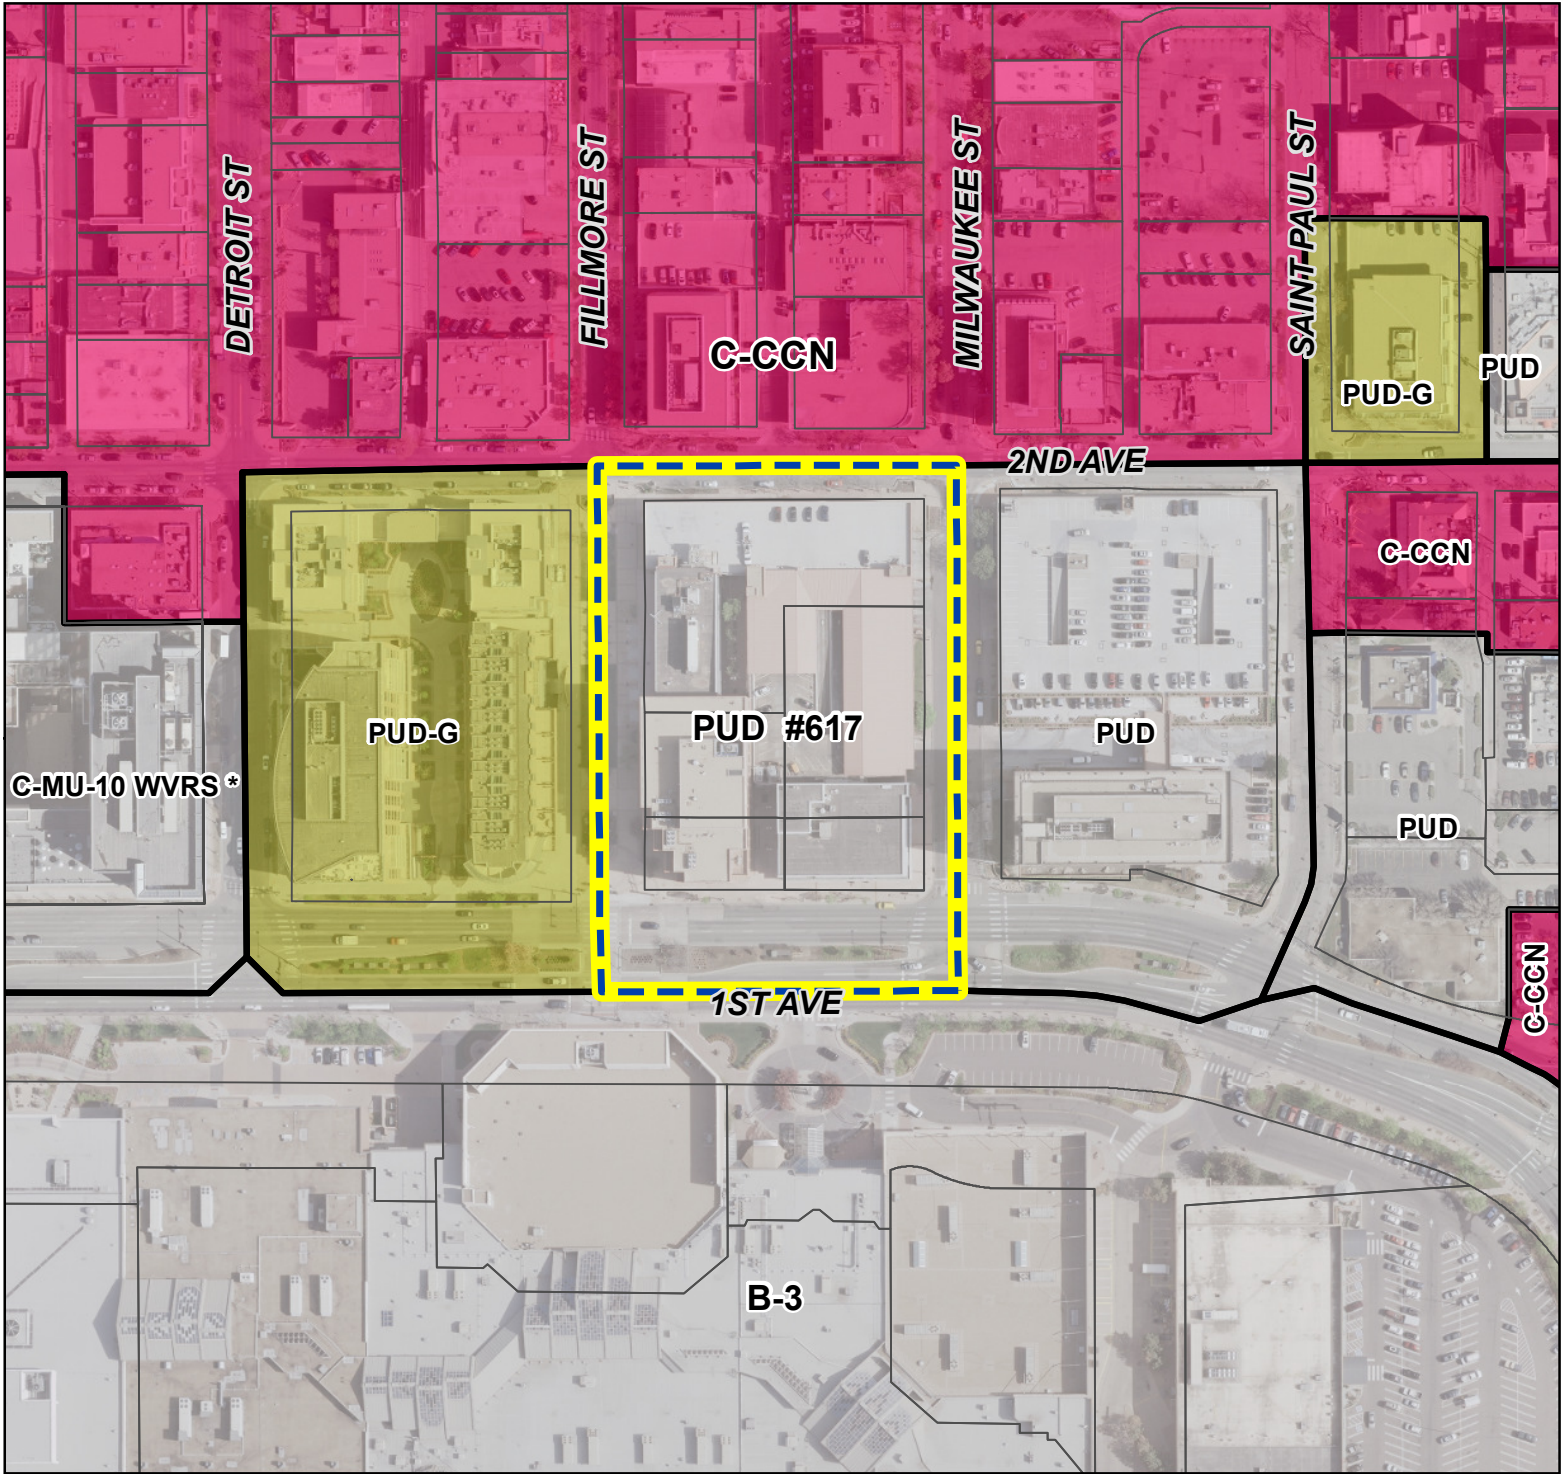 DETROIT ST
FILLMORE ST
MILWAUKEE ST
SAINT PAUL ST
C-CCN
PUD-G
PUD
2ND AVE
C-CCN
PUD-G
PUD #617
PUD
C-MU-10 WVRS *
PUD
C-CCN
1ST AVE
B-3